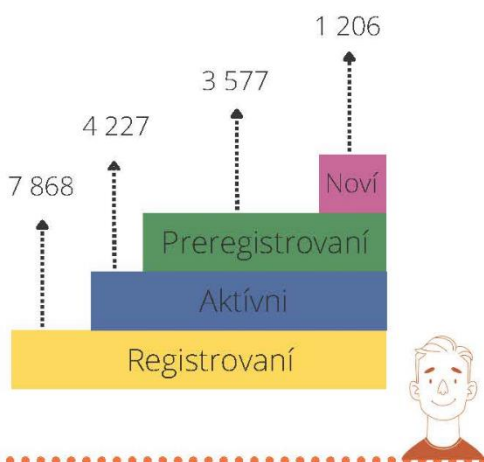 1 206
3 577
4 227
7 868
Noví
Preregistrovaní
Aktívni
Registrovaní